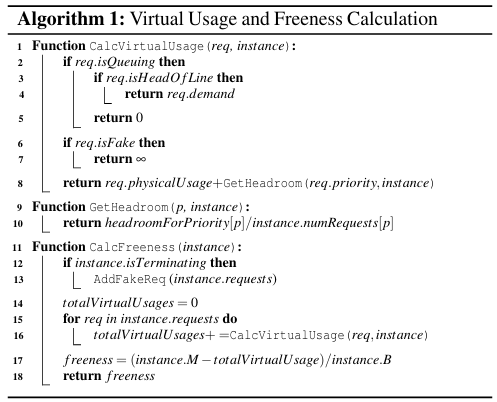 Algorithm 1: Virtual Usage and Freeness Calculation
1 Function CalcVirtualUsage(req, instance):
2 if req.isQueuing then
3 if req.isHeadOfLine then
4 return req.demand
5 return 0
6 if req.isFake then
7 return ∞
8 return req.physicalUsage+GetHeadroom(req.priority,instance)
9 Function GetHeadroom(p, instance):
10 return headroomForPriority[p]/instance.numRequests[p]
11 Function CalcFreeness(instance):
12 if instance.isTerminating then
13 AddFakeReq(instance.requests)
14 totalVirtualUsages = 0
15 for req in instance.requests do
16 totalVirtualUsages+ =CalcVirtualUsage(req,instance)
17 freeness = (instance.M − totalVirtualUsage)/instance.B
18 return freeness